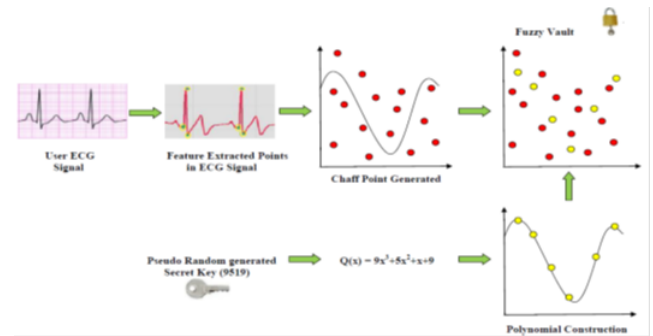 Fuzzy Vault
User ECG
Signal
Feature Extracted Points
in ECG Signal
Chaff Point Generated
Pseudo Random generated
Secret Key (9519)
Q(x) = 9x³+5x²+x+9
Polynomial Construction